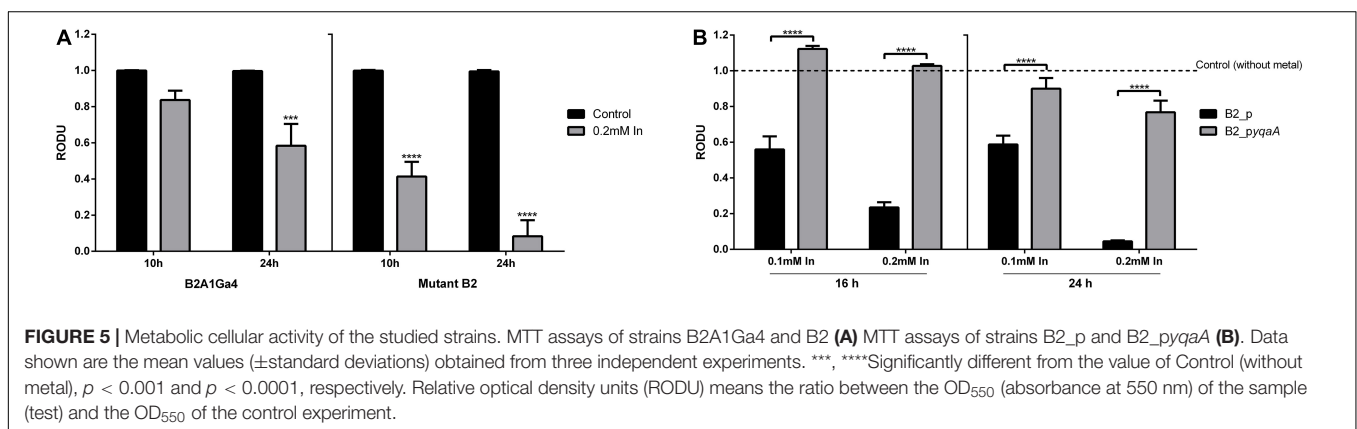 A
1.2
1.0
0.8
0.6
0.4
0.2
0.0
RODU
***
****
****
10h
24h
10h
24h
B2A1Ga4
Mutant B2
Control
0.2mM In
B
1.2
1.0
0.8
0.6
0.4
0.2
0.0
RODU
****
****
****
****
Control (without metal)
0.1mM In
0.2mM In
0.1mM In
0.2mM In
16 h
24 h
B2_p
B2_pyqaA
FIGURE 5 | Metabolic cellular activity of the studied strains. MTT assays of strains B2A1Ga4 and B2 (A) MTT assays of strains B2_p and B2_pyqaA (B). Data
shown are the mean values (±standard deviations) obtained from three independent experiments. ***, ****Significantly different from the value of Control (without
metal), p < 0.001 and p < 0.0001, respectively. Relative optical density units (RODU) means the ratio between the OD550 (absorbance at 550 nm) of the sample
(test) and the OD550 of the control experiment.